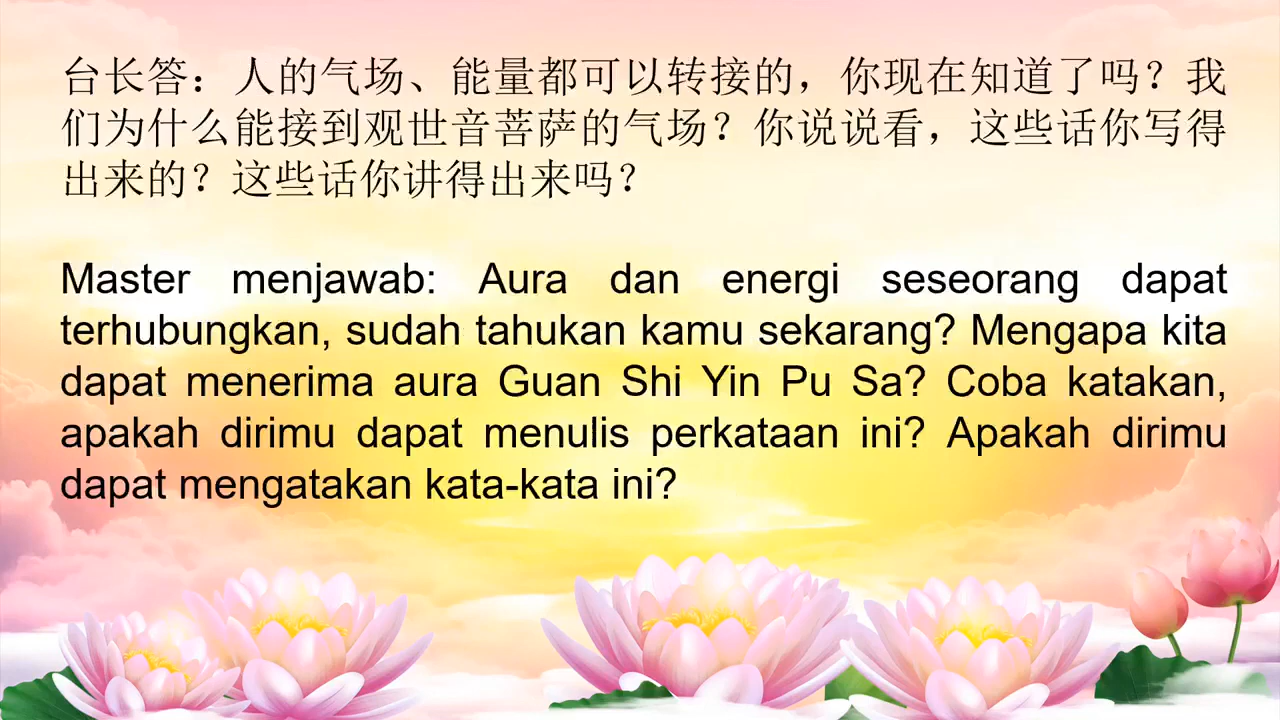 台长答：人的气场、能量都可以转接的，你现在知道了吗？我
们为什么能接到观世音菩萨的气场？你说说看，这些话你写得
出来的？这些话你讲得出来吗？
Master menjawab: Aura dan energi seseorang dapat
terhubungkan, sudah tahukan kamu sekarang? Mengapa kita
dapat menerima aura Guan Shi Yin Pu Sa? Coba katakan,
apakah dirimu dapat menulis perkataan ini? Apakah dirimu
dapat mengatakan kata-kata ini?